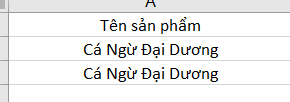 A
Tên sản phẩm
Cá Ngừ Đại Dương
Cá Ngừ Đại Dương